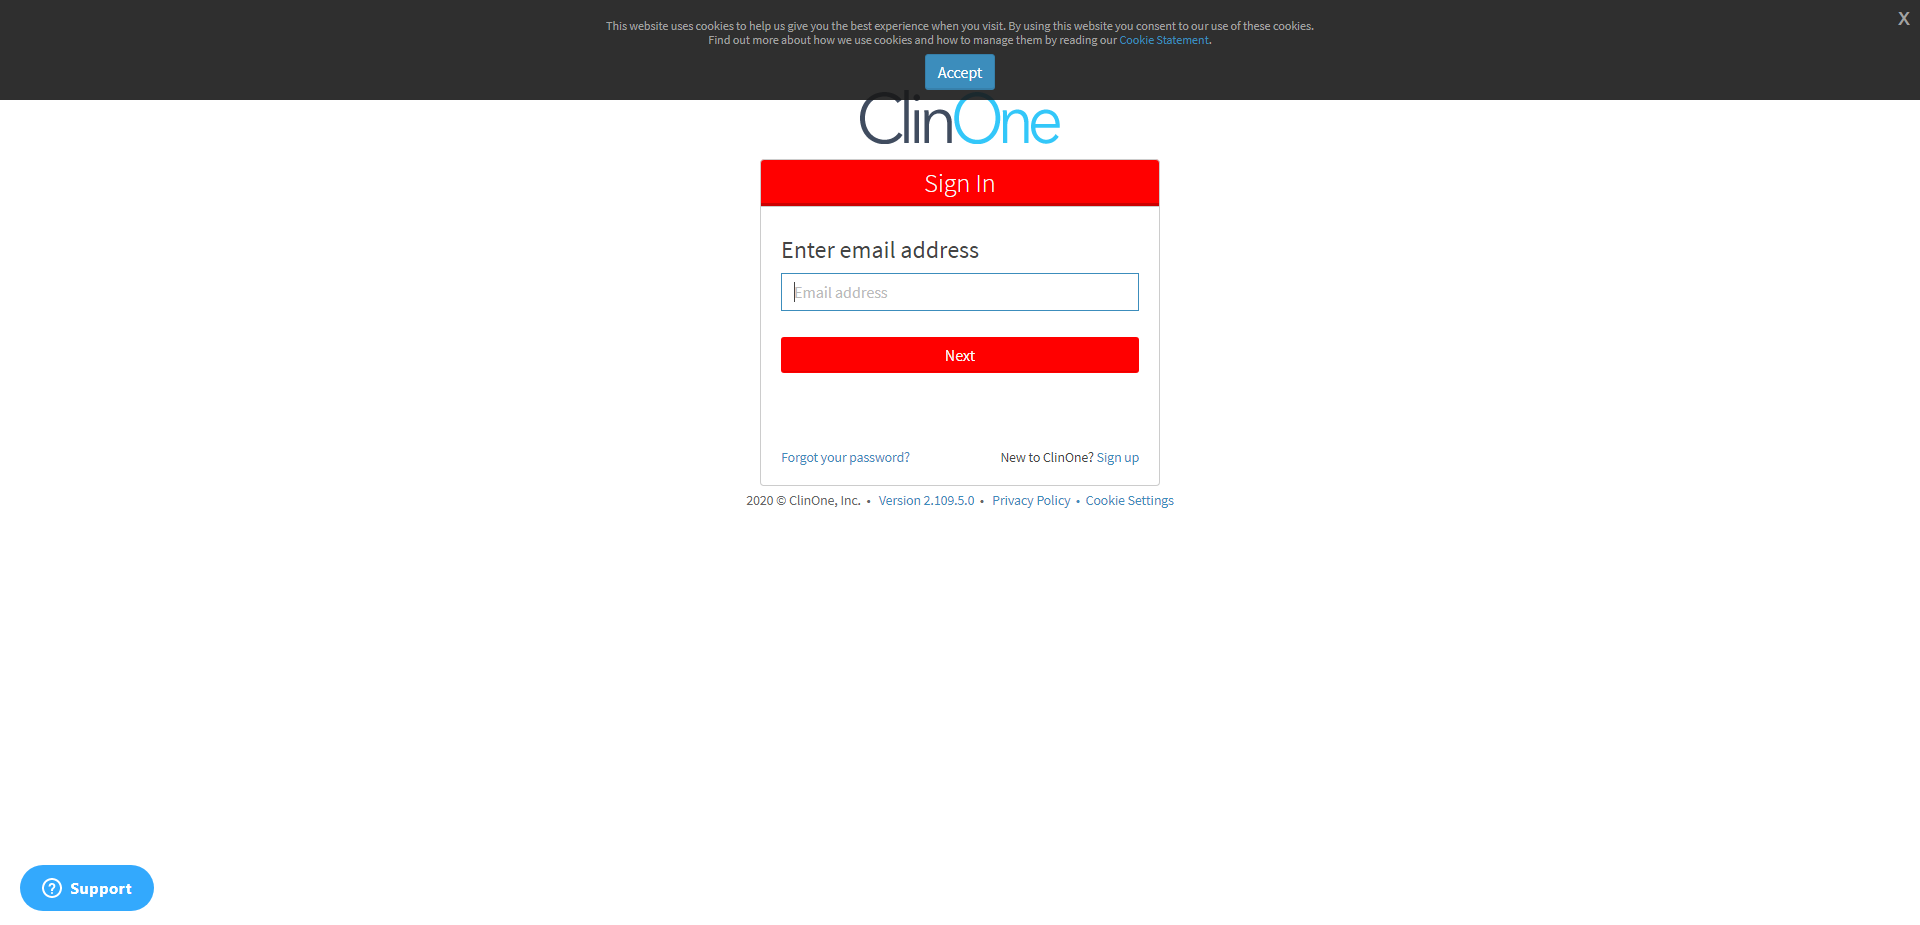 This website uses cookies to help us give you the best experience when you visit. By using this website you consent to our use of these cookies.
Find out more about how we use cookies and how to manage them by reading our Cookie Statement.
X
Accept
ClinOne
Sign In
Enter email address
Email address
Next
Forgot your password? New to ClinOne? Sign up
2020 © ClinOne, Inc. • Version 2.109.5.0 • Privacy Policy • Cookie Settings
? Support